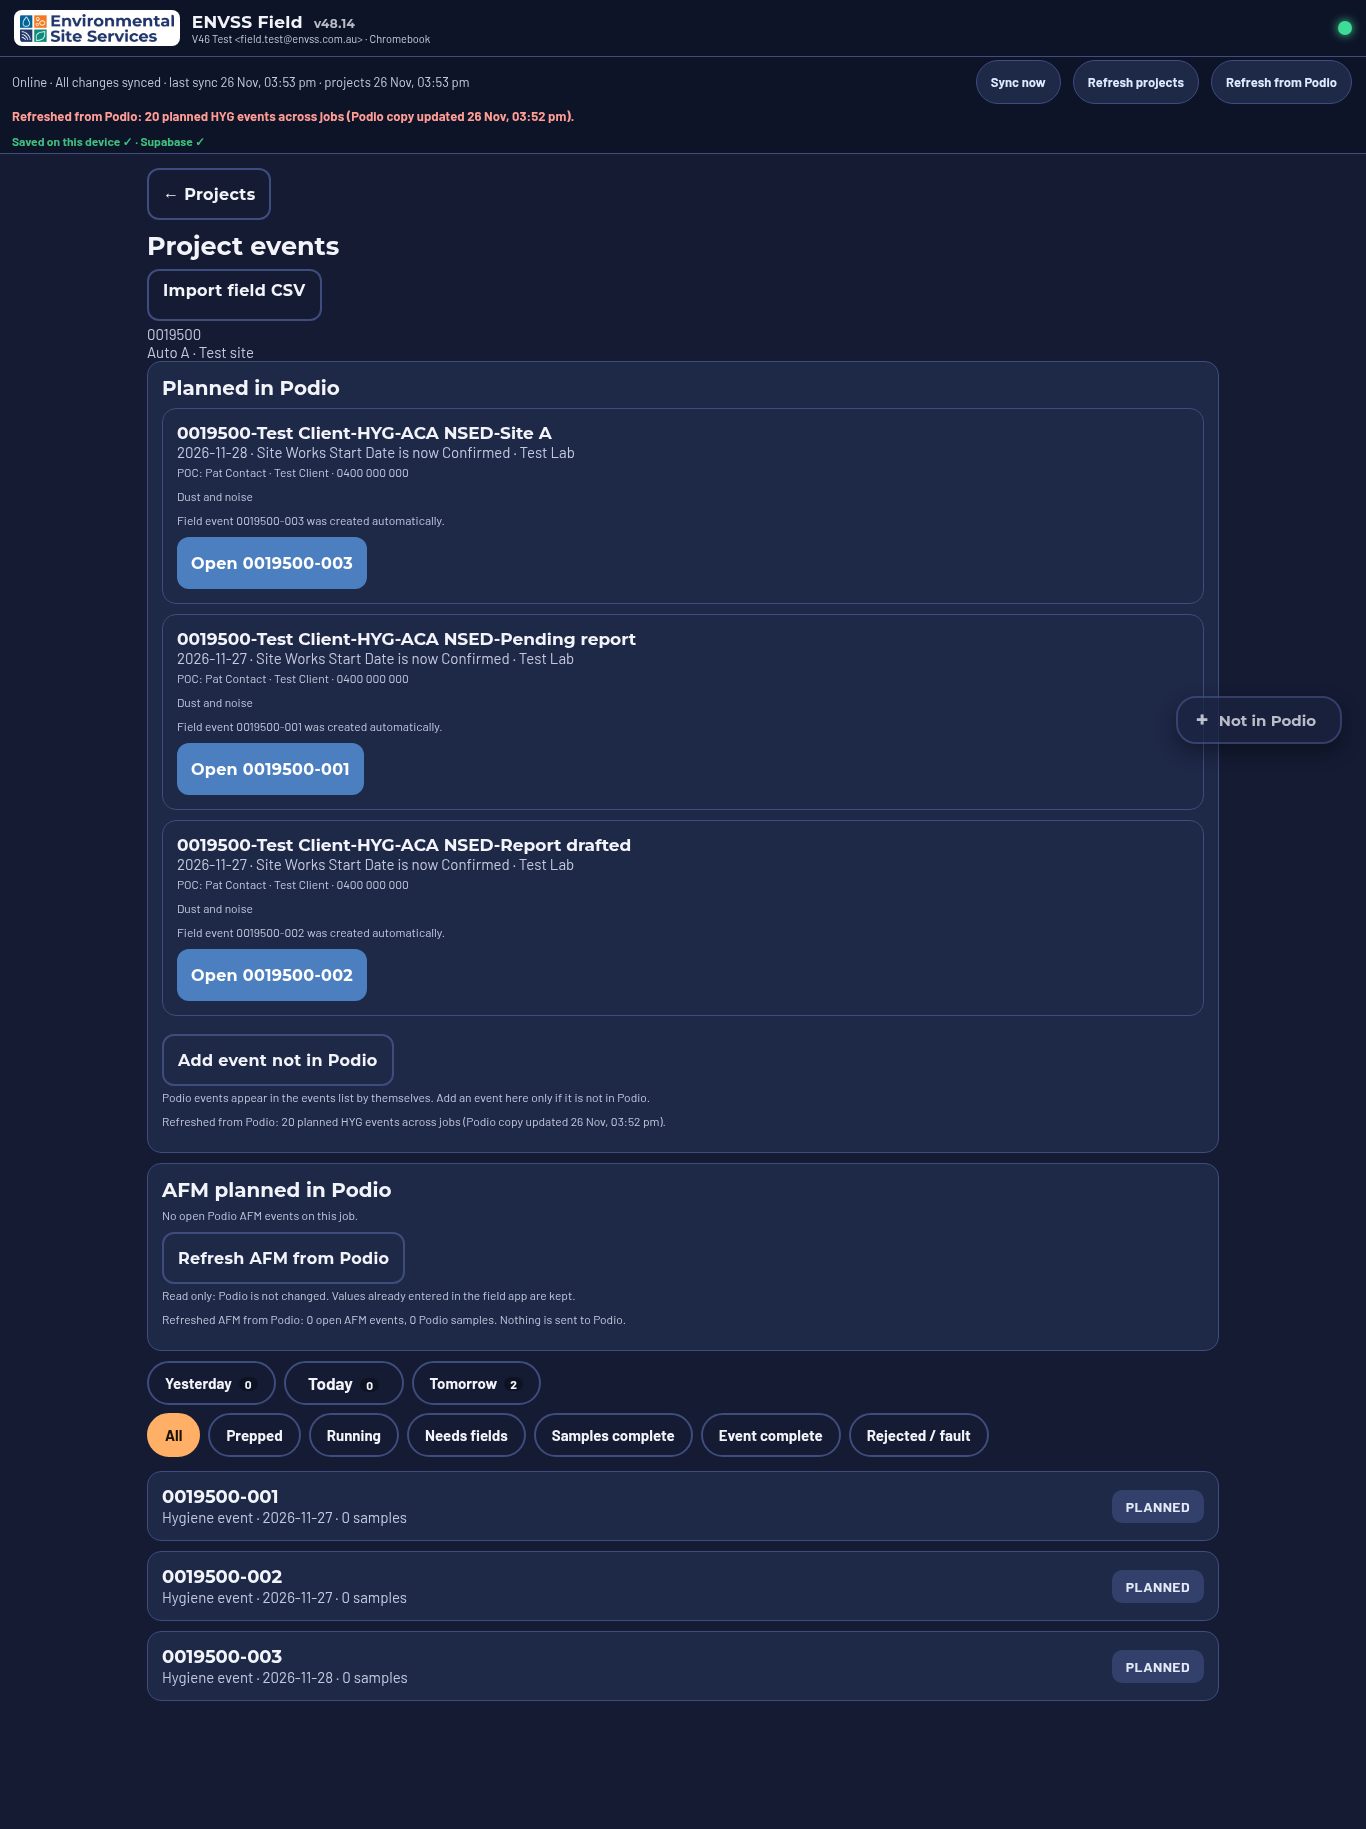 Environmental
Site Services
ENVSS Field v48.14
V46 Test <field.test@envss.com.au> · Chromebook
Online · All changes synced · last sync 26 Nov, 03:53 pm · projects 26 Nov, 03:53 pm
Sync now
Refresh projects
Refresh from Podio
Refreshed from Podio: 20 planned HYG events across jobs (Podio copy updated 26 Nov, 03:52 pm).
Saved on this device ✓ · Supabase ✓
← Projects
Project events
Import field CSV
0019500
Auto A · Test site
Planned in Podio
0019500-Test Client-HYG-ACA NSED-Site A
2026-11-28 · Site Works Start Date is now Confirmed · Test Lab
POC: Pat Contact · Test Client · 0400 000 000
Dust and noise
Field event 0019500-003 was created automatically.
Open 0019500-003
0019500-Test Client-HYG-ACA NSED-Pending report
2026-11-27 · Site Works Start Date is now Confirmed · Test Lab
POC: Pat Contact · Test Client · 0400 000 000
Dust and noise
Field event 0019500-001 was created automatically.
+ Not in Podio
Open 0019500-001
0019500-Test Client-HYG-ACA NSED-Report drafted
2026-11-27 · Site Works Start Date is now Confirmed · Test Lab
POC: Pat Contact · Test Client · 0400 000 000
Dust and noise
Field event 0019500-002 was created automatically.
Open 0019500-002
Add event not in Podio
Podio events appear in the events list by themselves. Add an event here only if it is not in Podio.
Refreshed from Podio: 20 planned HYG events across jobs (Podio copy updated 26 Nov, 03:52 pm).
AFM planned in Podio
No open Podio AFM events on this job.
Refresh AFM from Podio
Read only: Podio is not changed. Values already entered in the field app are kept.
Refreshed AFM from Podio: 0 open AFM events, 0 Podio samples. Nothing is sent to Podio.
Yesterday 0
Today 0
Tomorrow 2
All
Prepped
Running
Needs fields
Samples complete
Event complete
Rejected / fault
0019500-001
Hygiene event · 2026-11-27 · 0 samples
PLANNED
0019500-002
Hygiene event · 2026-11-27 · 0 samples
PLANNED
0019500-003
Hygiene event · 2026-11-28 · 0 samples
PLANNED